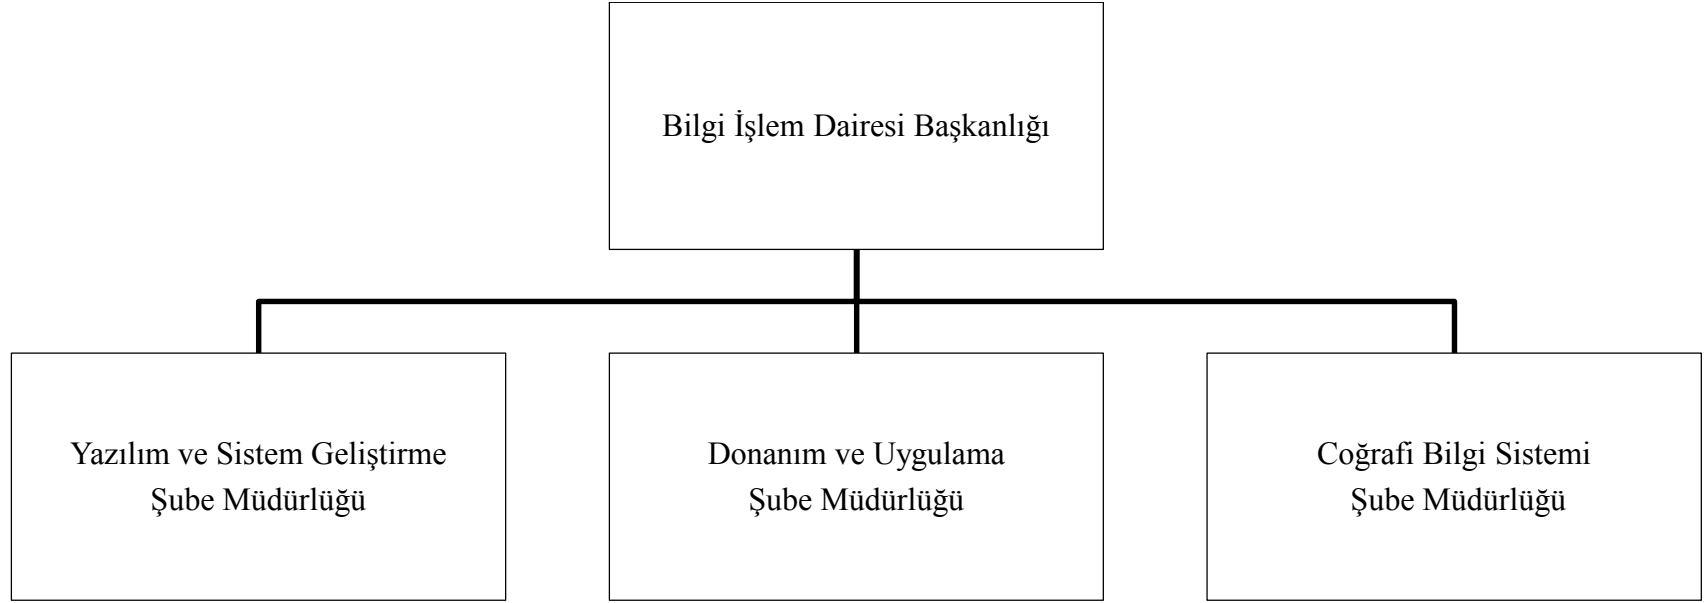 Bilgi İşlem Dairesi Başkanlığı
Yazılım ve Sistem Geliştirme
Şube Müdürlüğü
Donanım ve Uygulama
Şube Müdürlüğü
Coğrafi Bilgi Sistemi
Şube Müdürlüğü